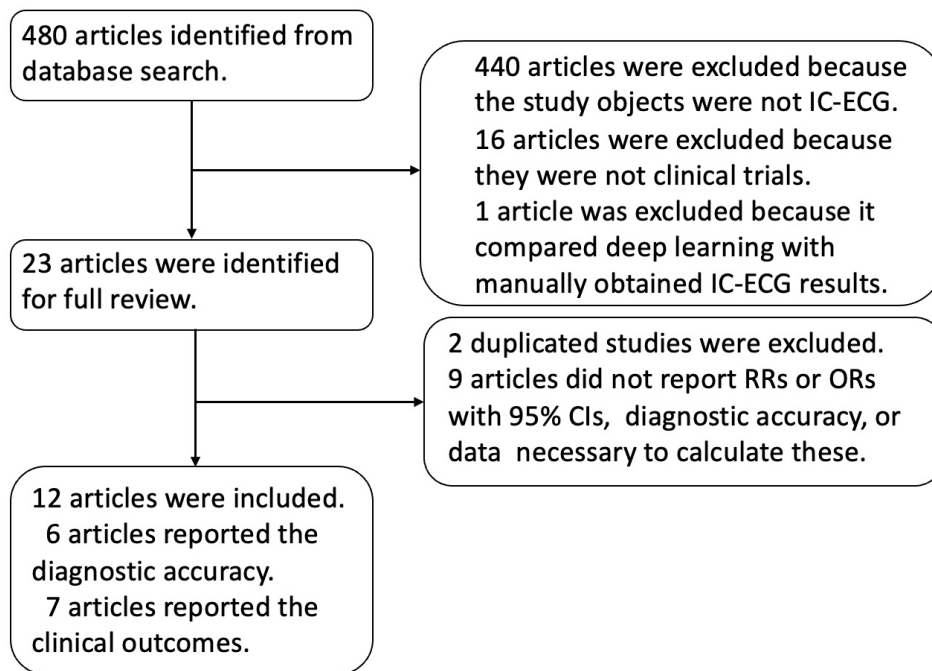 480 articles identified from
database search.
440 articles were excluded because
the study objects were not IC-ECG.
16 articles were excluded because
they were not clinical trials.
1 article was excluded because it
compared deep learning with
manually obtained IC-ECG results.
23 articles were identified
for full review.
2 duplicated studies were excluded.
9 articles did not report RRs or ORs
with 95% CIs, diagnostic accuracy, or
data necessary to calculate these.
12 articles were included.
6 articles reported the
diagnostic accuracy.
7 articles reported the
clinical outcomes.